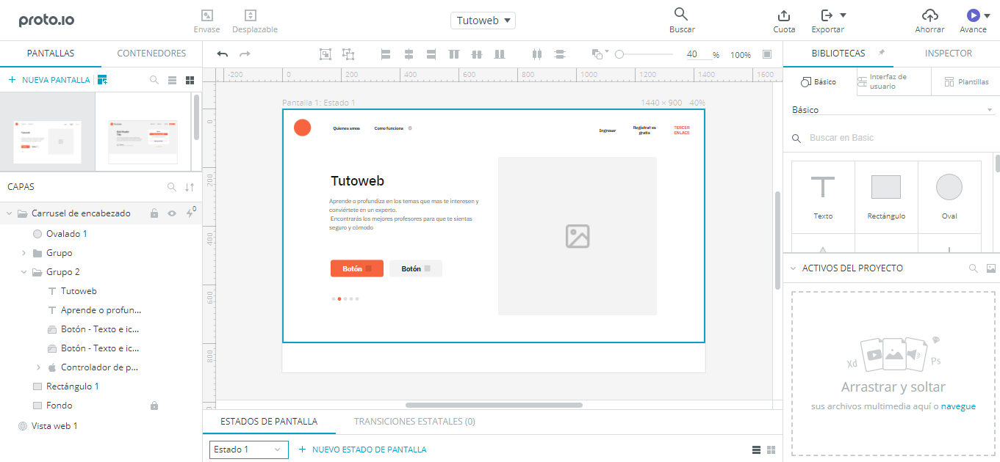 proto.io
Envase
Desplazable
Tutoweb
Buscar
Cuota
Exportar
Ahorrar
Avance
PANTALLAS
CONTENEDORES
40 %
100%
BIBLIOTECAS
INSPECTOR
+ NUEVA PANTALLA
Básico
Interfaz de
usuario
Plantillas
Básico
Buscar en Basic
Texto
Rectángulo
Oval
-200
0
200
400
600
800
1000
1200
1400
1600
0
200
400
600
800
Pantalla 1: Estado 1
1440 × 900 40%
Quienes smos
Como funciona
Ingresar
Registrat es
gratis
TERCER
ENLACE
Tutoweb
Aprende o profundiza en los temas que mas te interesen y
conviértete en un experto.
Encontrarás los mejores profesores para que te sientas
seguro y cómodo
Botón
Botón
CAPAS
Carrusel de encabezado
0
Ovalado 1
Grupo
Grupo 2
Tutoweb
Aprende o profun...
Botón - Texto e ic...
Botón - Texto e ic...
Controlador de p...
Rectángulo 1
Fondo
Vista web 1
ACTIVOS DEL PROYECTO
Xd
Ps
Arrastrar y soltar
sus archivos multimedia aquí o navegue
ESTADOS DE PANTALLA
TRANSICIONES ESTATALES (0)
Estado 1
+ NUEVO ESTADO DE PANTALLA